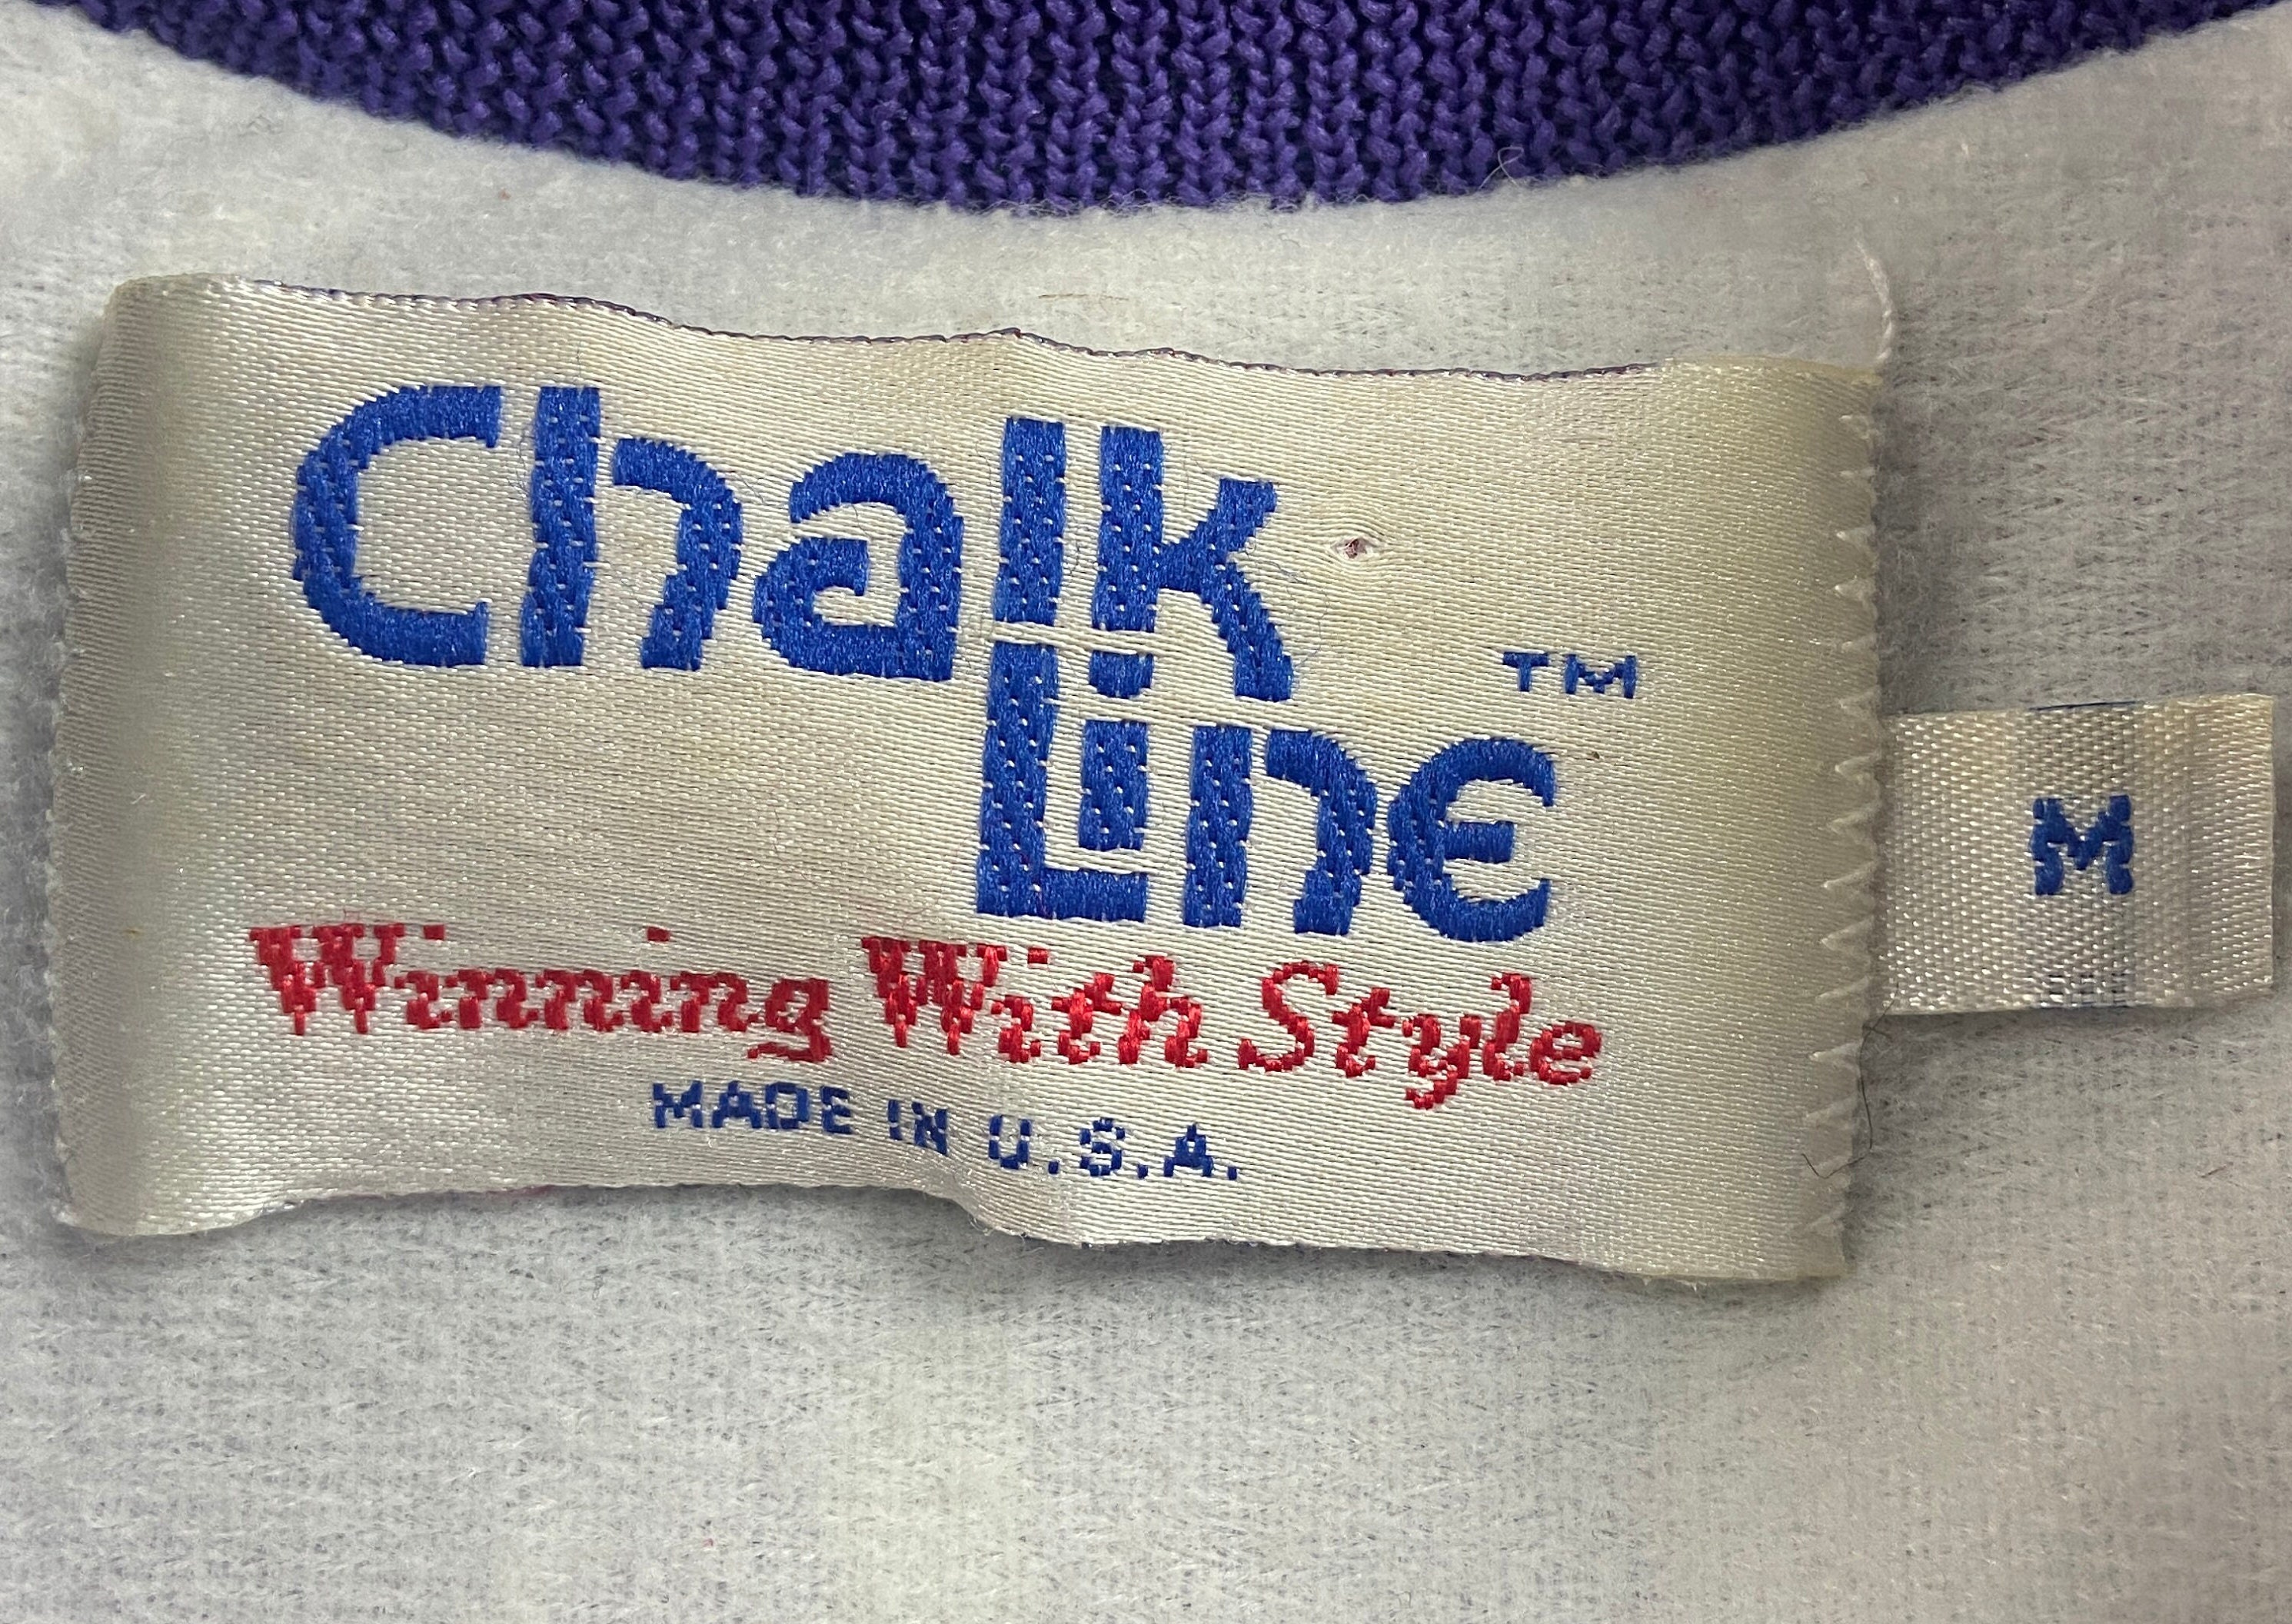 Chalk
Line
TM
Winning With Style
MADE IN U.S.A.
M